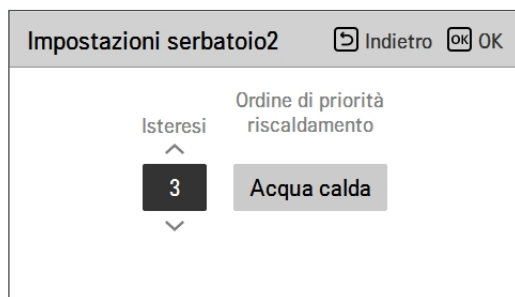 Impostazioni serbatoio2 Indietro OK OK
Ordine di priorità
Isteresi riscaldamento
3 Acqua calda